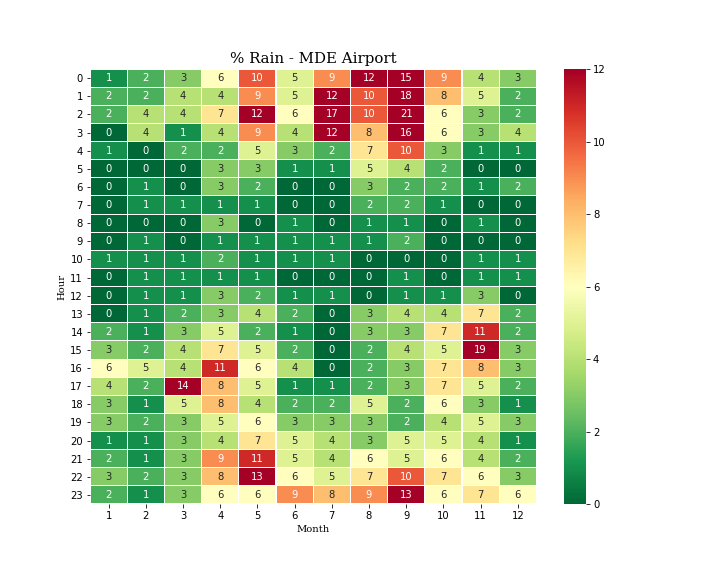 % Rain - MDE Airport
0 1 2 3 6 10 5 9 12 15 9 4 3 12
1 2 2 4 4 9 5 12 10 18 8 5 2
2 2 4 4 7 12 6 17 10 21 6 3 2
3 0 4 1 4 9 4 12 8 16 6 3 4 10
4 1 0 2 2 5 3 2 7 10 3 1 1
5 0 0 0 3 3 1 1 5 4 2 0 0
6 0 1 0 3 2 0 0 3 2 2 1 2
7 0 1 1 1 1 0 0 2 2 1 0 0 8
8 0 0 0 3 0 1 0 1 1 0 1 0
9 0 1 0 1 1 1 1 1 2 0 0 0
10 1 1 1 2 1 1 1 0 0 0 1 1
11 0 1 1 1 1 0 0 0 1 0 1 1 6
Hour
12 0 1 1 3 2 1 1 0 1 1 3 0
13 0 1 2 3 4 2 0 3 4 4 7 2
14 2 1 3 5 2 1 0 3 3 7 11 2
15 3 2 4 7 5 2 0 2 4 5 19 3 4
16 6 5 4 11 6 4 0 2 3 7 8 3
17 4 2 14 8 5 1 1 2 3 7 5 2
18 3 1 5 8 4 2 2 5 2 6 3 1
19 3 2 3 5 6 3 3 3 2 4 5 3 2
20 1 1 3 4 7 5 4 3 5 5 4 1
21 2 1 3 9 11 5 4 6 5 6 4 2
22 3 2 3 8 13 6 5 7 10 7 6 3
23 2 1 3 6 6 9 8 9 13 6 7 6 0
1 2 3 4 5 6 7 8 9 10 11 12
Month